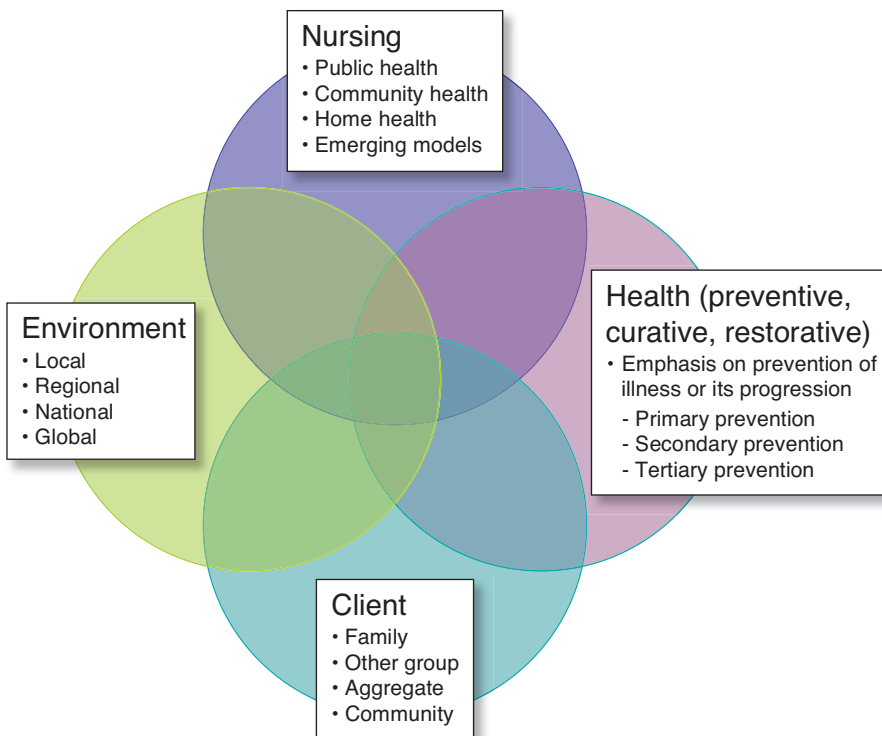 Nursing
• Public health
• Community health
• Home health
• Emerging models
Environment
• Local
• Regional
• National
• Global
Health (preventive,
curative, restorative)
• Emphasis on prevention of
illness or its progression
- Primary prevention
- Secondary prevention
- Tertiary prevention
Client
• Family
• Other group
• Aggregate
• Community